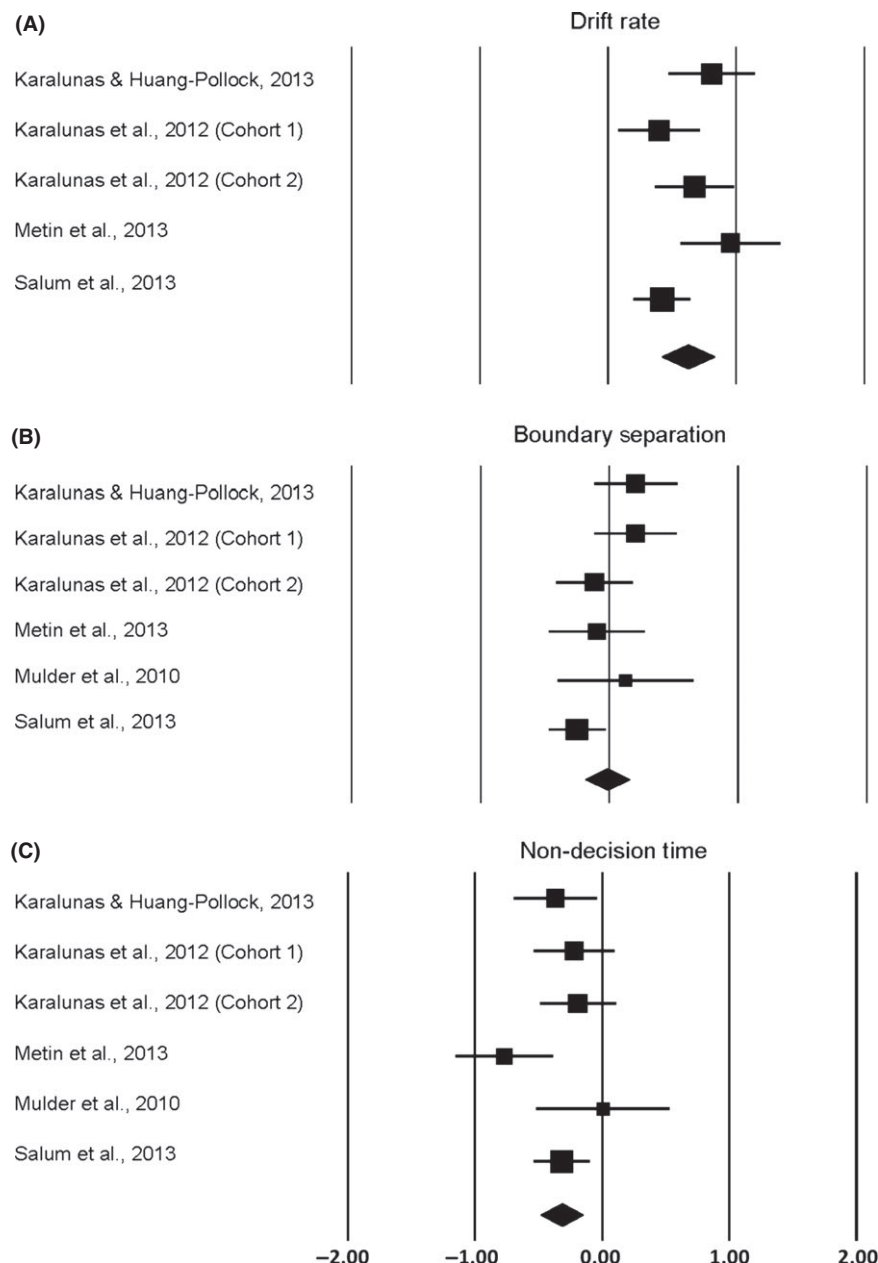 (A)
Drift rate
Karalunas & Huang-Pollock, 2013
Karalunas et al., 2012 (Cohort 1)
Karalunas et al., 2012 (Cohort 2)
Metin et al., 2013
Salum et al., 2013
(B)
Boundary separation
Karalunas & Huang-Pollock, 2013
Karalunas et al., 2012 (Cohort 1)
Karalunas et al., 2012 (Cohort 2)
Metin et al., 2013
Mulder et al., 2010
Salum et al., 2013
(C)
Non-decision time
Karalunas & Huang-Pollock, 2013
Karalunas et al., 2012 (Cohort 1)
Karalunas et al., 2012 (Cohort 2)
Metin et al., 2013
Mulder et al., 2010
Salum et al., 2013
–2.00 –1.00 0.00 1.00 2.00